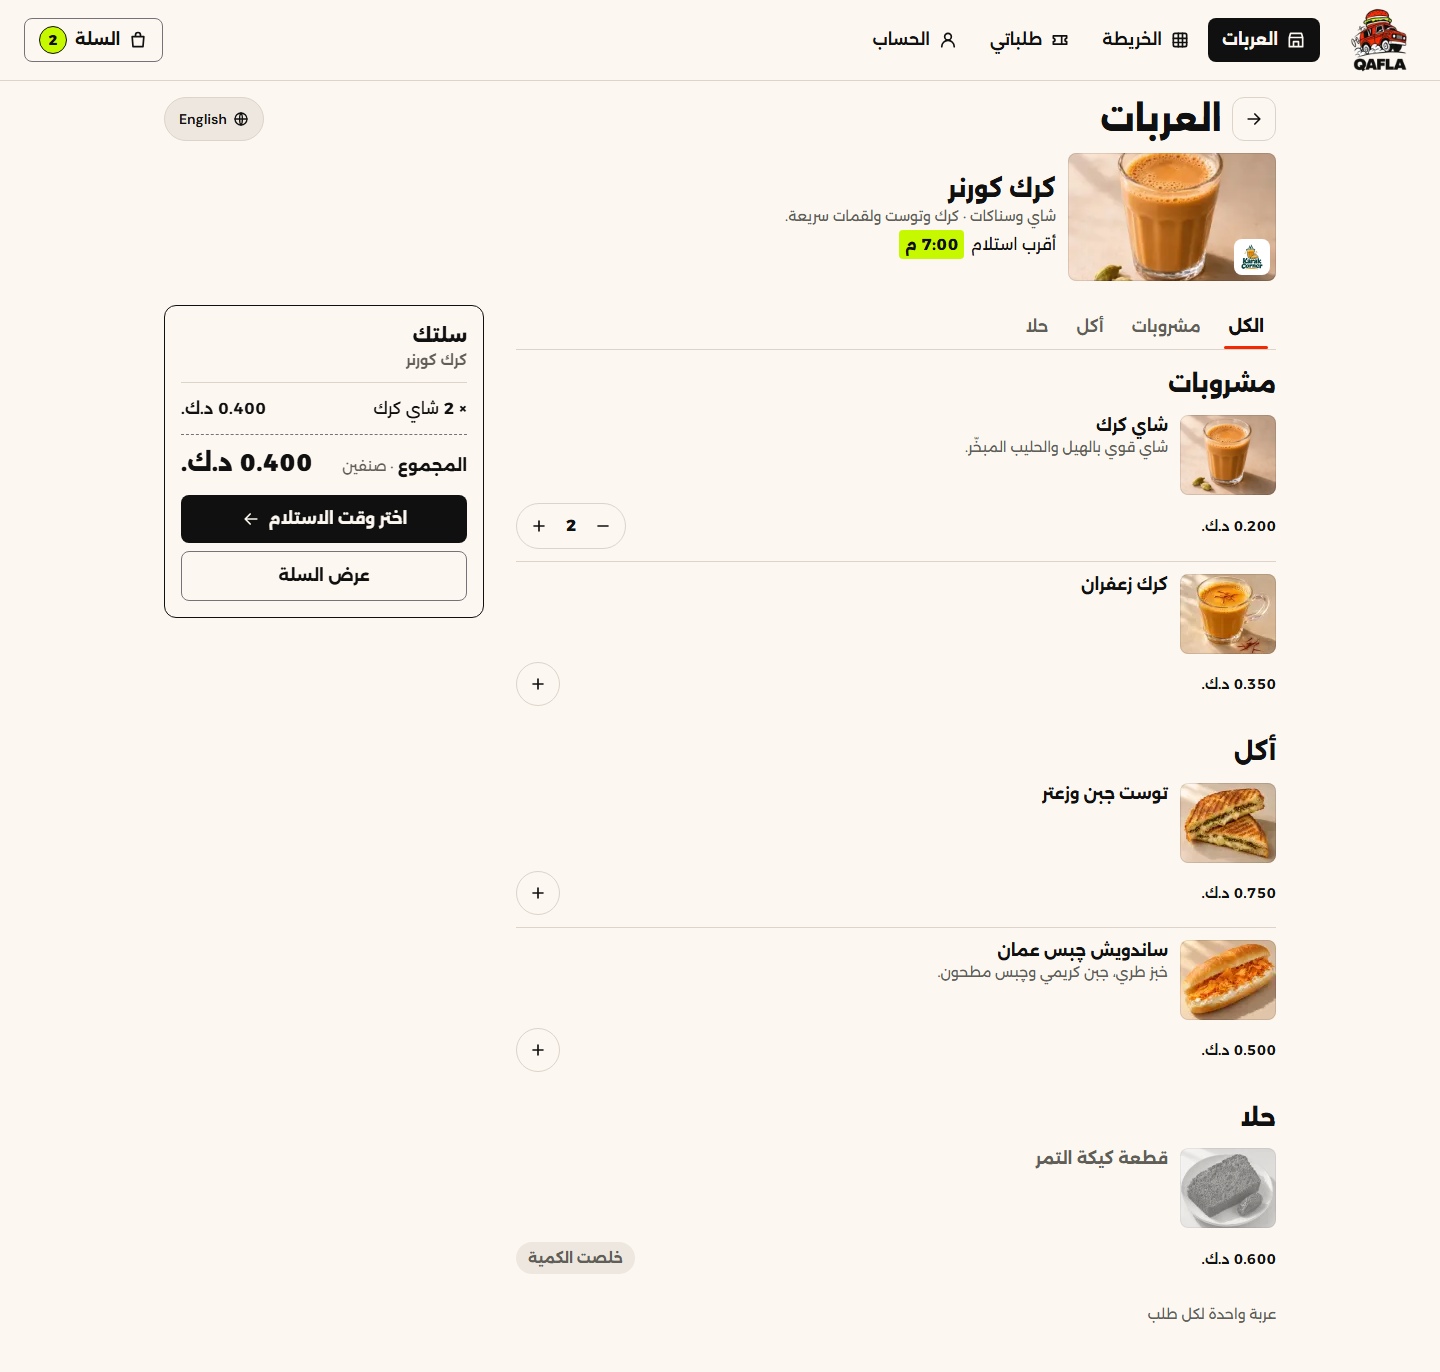 QAFLA
العربات
الخريطة
طلباتي
الحساب
السلة 2
العربات
English
كرك كورنر
شاي وسناكات · كرك وتوست ولقمات سريعة.
أقرب استلام 7:00 م
Karak Corner
الكل
مشروبات
أكل
حلا
مشروبات
شاي كرك
شاي قوي بالهيل والحليب المبخّر.
0.200 د.ك.
2
كرك زعفران
0.350 د.ك.
أكل
توست جبن وزعتر
0.750 د.ك.
ساندويش چبس عمان
خبز طري، جبن كريمي وچبس مطحون.
0.500 د.ك.
حلا
قطعة كيكة التمر
0.600 د.ك.
خلصت الكمية
عربة واحدة لكل طلب
سلتك
كرك كورنر
× 2 شاي كرك 0.400 د.ك.
المجموع · صنفين 0.400 د.ك.
اختر وقت الاستلام
عرض السلة